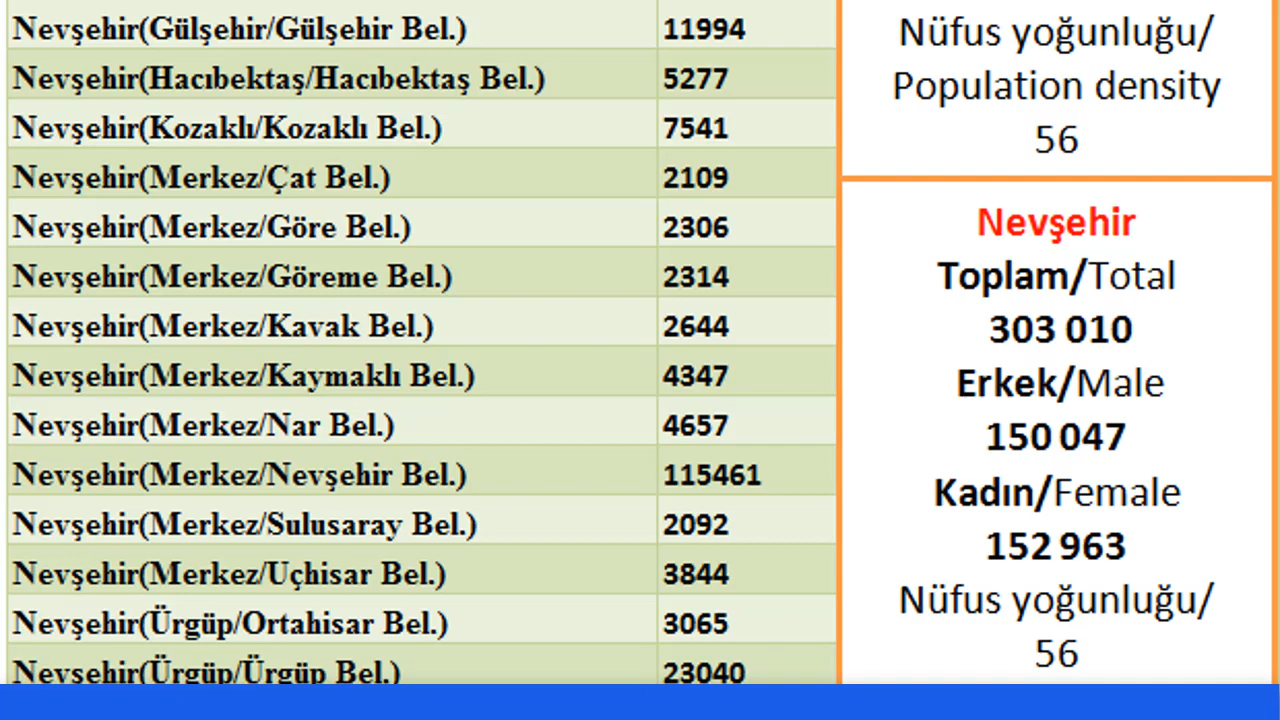 Nevşehir(Gülşehir/Gülşehir Bel.) 11994
Nevşehir(Hacıbektaş/Hacıbektaş Bel.) 5277
Nevşehir(Kozaklı/Kozaklı Bel.) 7541
Nevşehir(Merkez/Çat Bel.) 2109
Nevşehir(Merkez/Göre Bel.) 2306
Nevşehir(Merkez/Göreme Bel.) 2314
Nevşehir(Merkez/Kavak Bel.) 2644
Nevşehir(Merkez/Kaymaklı Bel.) 4347
Nevşehir(Merkez/Nar Bel.) 4657
Nevşehir(Merkez/Nevşehir Bel.) 115461
Nevşehir(Merkez/Sulusaray Bel.) 2092
Nevşehir(Merkez/Uçhisar Bel.) 3844
Nevşehir(Ürgüp/Ortahisar Bel.) 3065
Nevşehir(Ürgüp/Ürgüp Bel.) 23040
Nüfus yoğunluğu/
Population density
56
Nevşehir
Toplam/Total
303 010
Erkek/Male
150 047
Kadın/Female
152 963
Nüfus yoğunluğu/
56